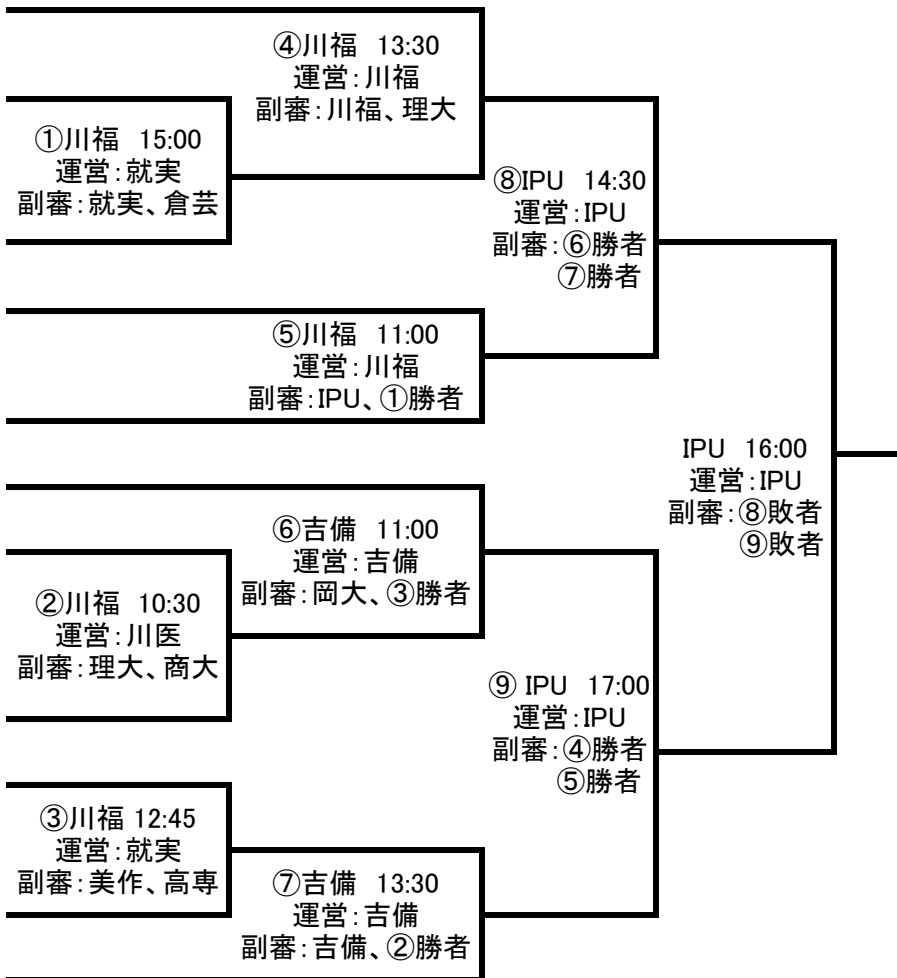 ④川福 13:30
運営:川福
副審:川福、理大
①川福 15:00
運営:就実
副審:就実、倉芸
⑧IPU 14:30
運営:IPU
副審:⑥勝者
⑦勝者
⑤川福 11:00
運営:川福
副審:IPU、①勝者
IPU 16:00
運営:IPU
副審:⑧敗者
⑨敗者
⑥吉備 11:00
運営:吉備
副審:岡大、③勝者
②川福 10:30
運営:川医
副審:理大、商大
⑨ IPU 17:00
運営:IPU
副審:④勝者
⑤勝者
③川福 12:45
運営:就実
副審:美作、高専
⑦吉備 13:30
運営:吉備
副審:吉備、②勝者